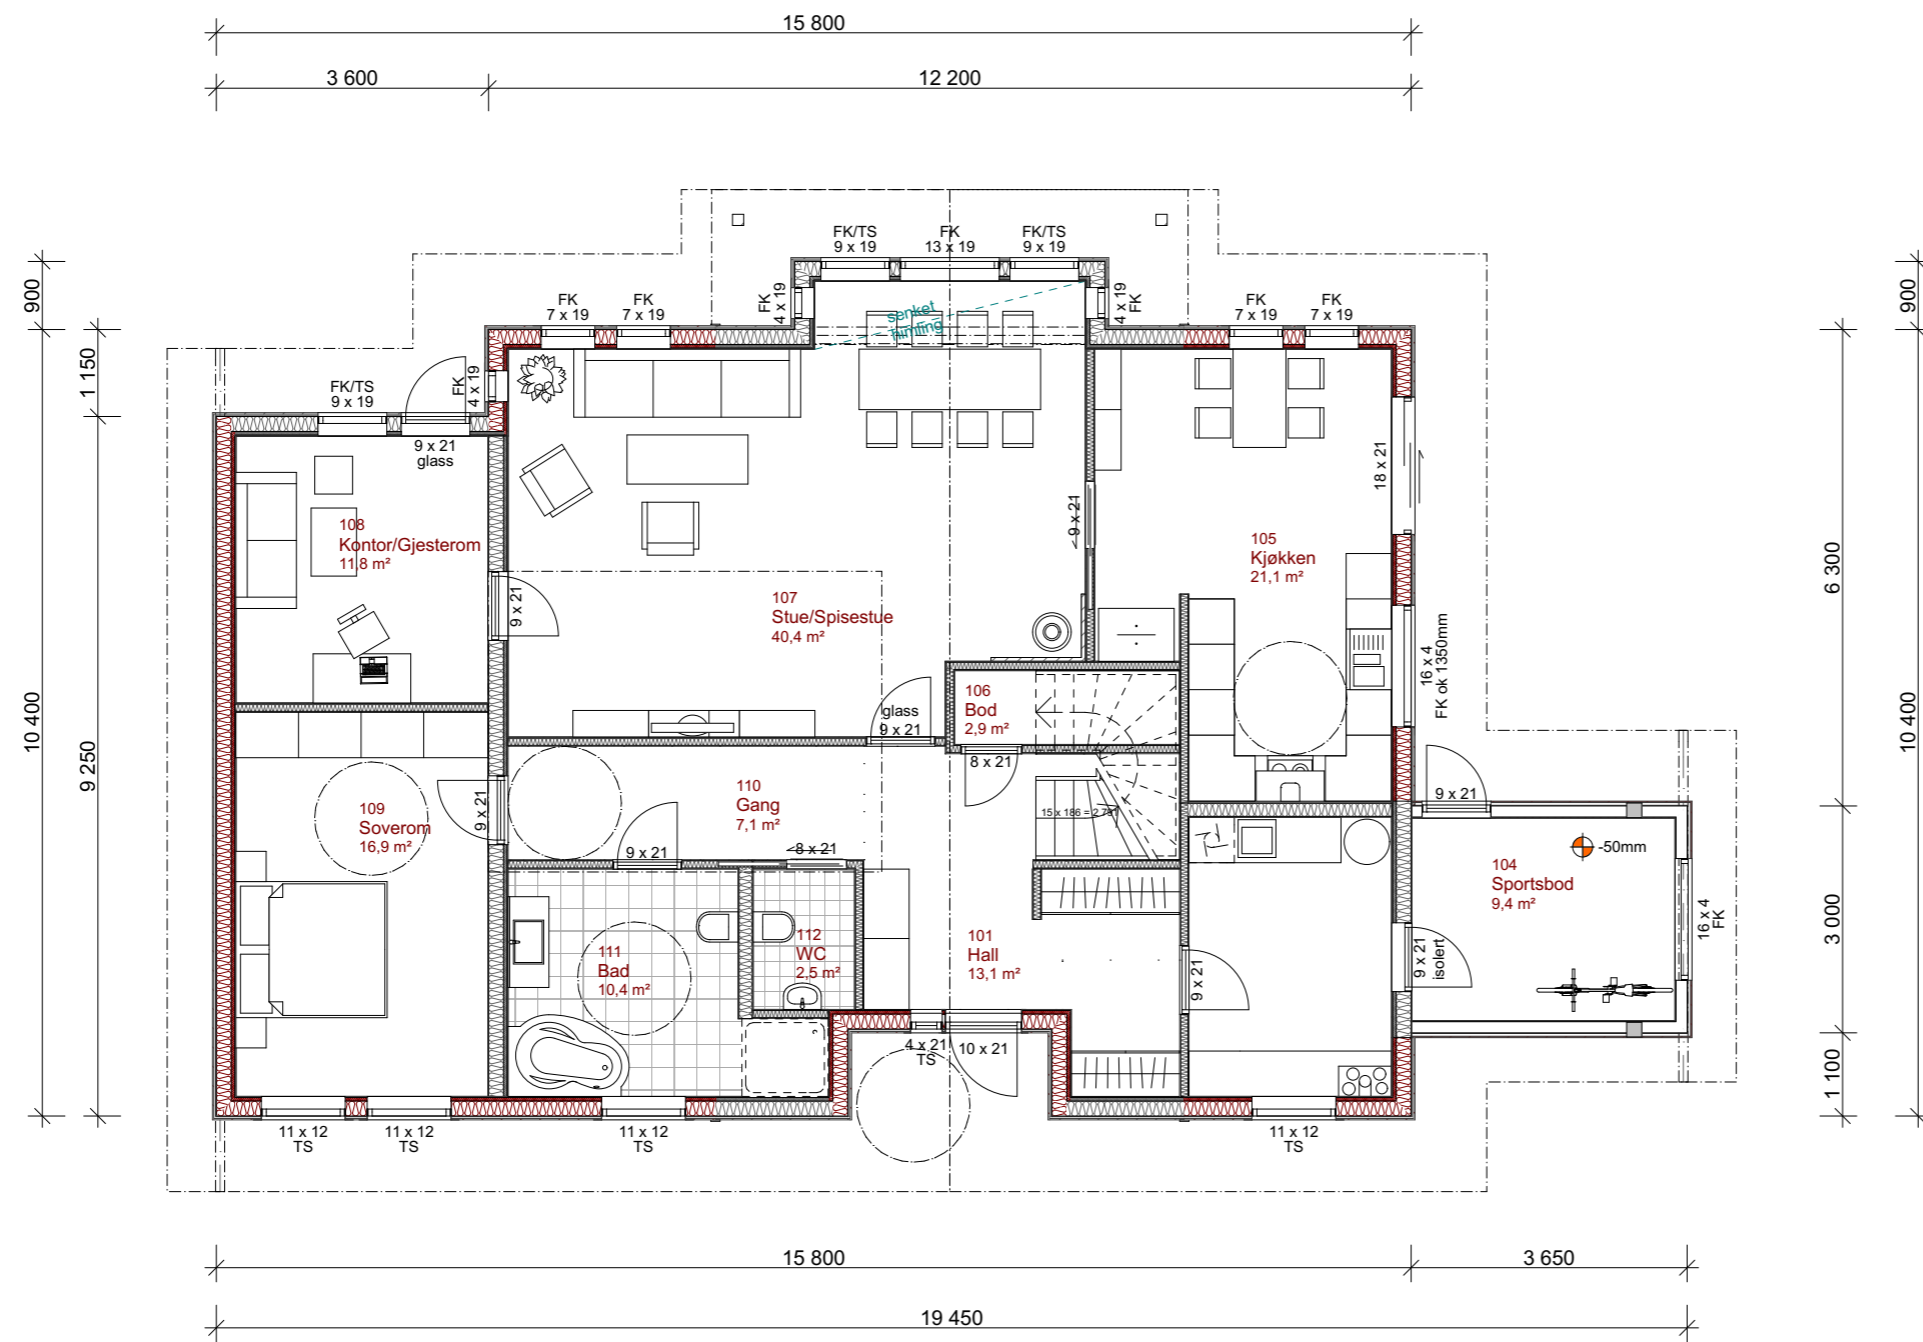 15 800
3 600
12 200
FK/TS
9 x 19
FK
13 x 19
FK/TS
9 x 19
900
1 150
10 400
9 250
FK
7 x 19
FK
7 x 19
FK
4 x 19
senket
himling
4 x 19
FK
FK
7 x 19
FK
7 x 19
900
6 300
10 400
3 000
1 100
FK/TS
9 x 19
FK
4 x 19
9 x 21
glass
108
Kontor/Gjesterom
11,8 m²
9 x 21
107
Stue/Spisestue
40,4 m²
9 x 21
18 x 21
105
Kjøkken
21,1 m²
16 x 4
FK ok 1350mm
glass
9 x 21
106
Bod
2,9 m²
8 x 21
15 x 186 = 2 791
110
Gang
7,1 m²
9 x 21
8 x 21
109
Soverom
16,9 m²
9 x 21
9 x 21
-50mm
104
Sportsbod
9,4 m²
16 x 4
FK
9 x 21
isolert
111
Bad
10,4 m²
112
WC
2,5 m²
101
Hall
13,1 m²
9 x 21
4 x 21
TS
10 x 21
11 x 12
TS
11 x 12
TS
11 x 12
TS
11 x 12
TS
15 800
3 650
19 450